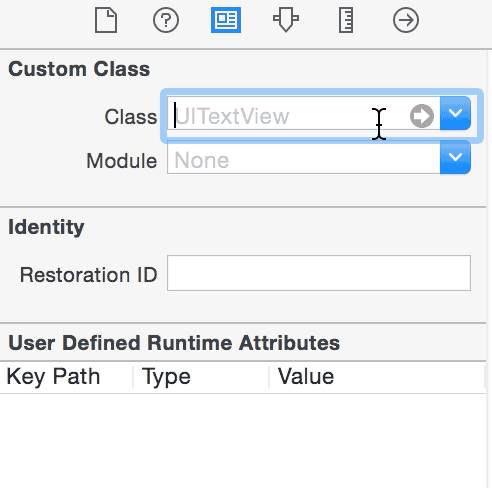 Custom Class
Class UITextView
Module None
Identity
Restoration ID
User Defined Runtime Attributes
Key Path Type Value